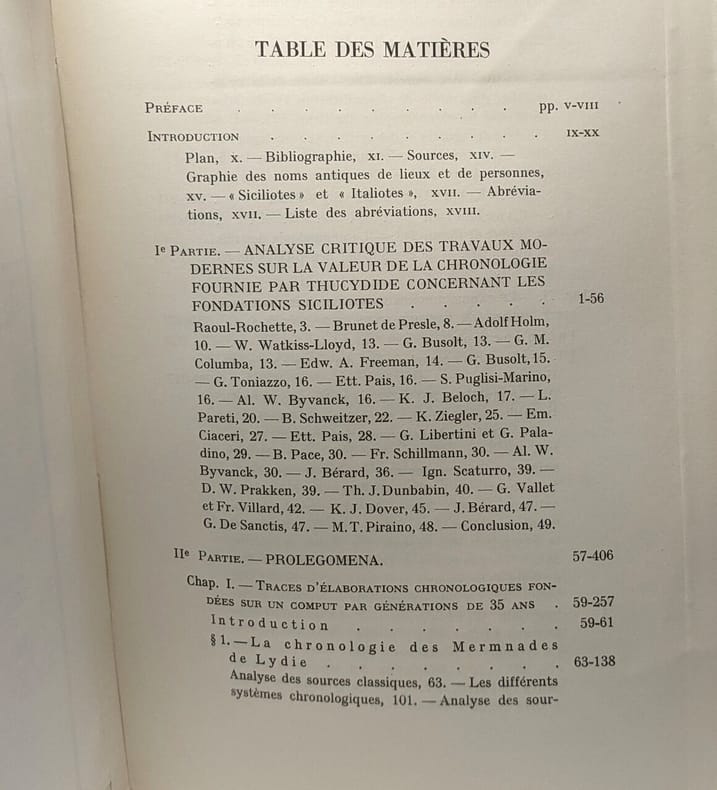 TABLE DES MATIÈRES
Préface . . . . . . . . . pp. v-viii
Introduction . . . . . . . . . ix-xx
Plan, x. — Bibliographie, xi. — Sources, xiv. —
Graphie des noms antiques de lieux et de personnes,
xv. — « Siciliotes » et « Italiotes », xvii. — Abrévia-
tions, xvii. — Liste des abréviations, xviii.
Ie Partie. — ANALYSE CRITIQUE DES TRAVAUX MO-
DERNES SUR LA VALEUR DE LA CHRONOLOGIE
FOURNIE PAR THUCYDIDE CONCERNANT LES
FONDATIONS SICILIOTES . . . . . 1-56
Raoul-Rochette, 3. — Brunet de Presle, 8. — Adolf Holm,
10. — W. Watkiss-Lloyd, 13. — G. Busolt, 13. — G. M.
Columba, 13. — Edw. A. Freeman, 14. — G. Busolt, 15.
— G. Toniazzo, 16. — Ett. Pais, 16. — S. Puglisi-Marino,
16. — Al. W. Byvanck, 16. — K. J. Beloch, 17. — L.
Pareti, 20. — B. Schweitzer, 22. — K. Ziegler, 25. — Em.
Ciaceri, 27. — Ett. Pais, 28. — G. Libertini et G. Pala-
dino, 29. — B. Pace, 30. — Fr. Schillmann, 30. — Al. W.
Byvanck, 30. — J. Bérard, 36. — Ign. Scaturro, 39. —
D. W. Prakken, 39. — Th. J. Dunbabin, 40. — G. Vallet
et Fr. Villard, 42. — K. J. Dover, 45. — J. Bérard, 47. —
G. De Sanctis, 47. — M. T. Piraino, 48. — Conclusion, 49.
IIe Partie. — PROLEGOMENA. 57-406
Chap. I. — Traces d'élaborations chronologiques fon-
dées sur un comput par générations de 35 ans . 59-257
Introduction . . . . . . . 59-61
§ 1. — La chronologie des Mermnades
de Lydie . . . . . . . . 63-138
Analyse des sources classiques, 63. — Les différents
systèmes chronologiques, 101. — Analyse des sour-